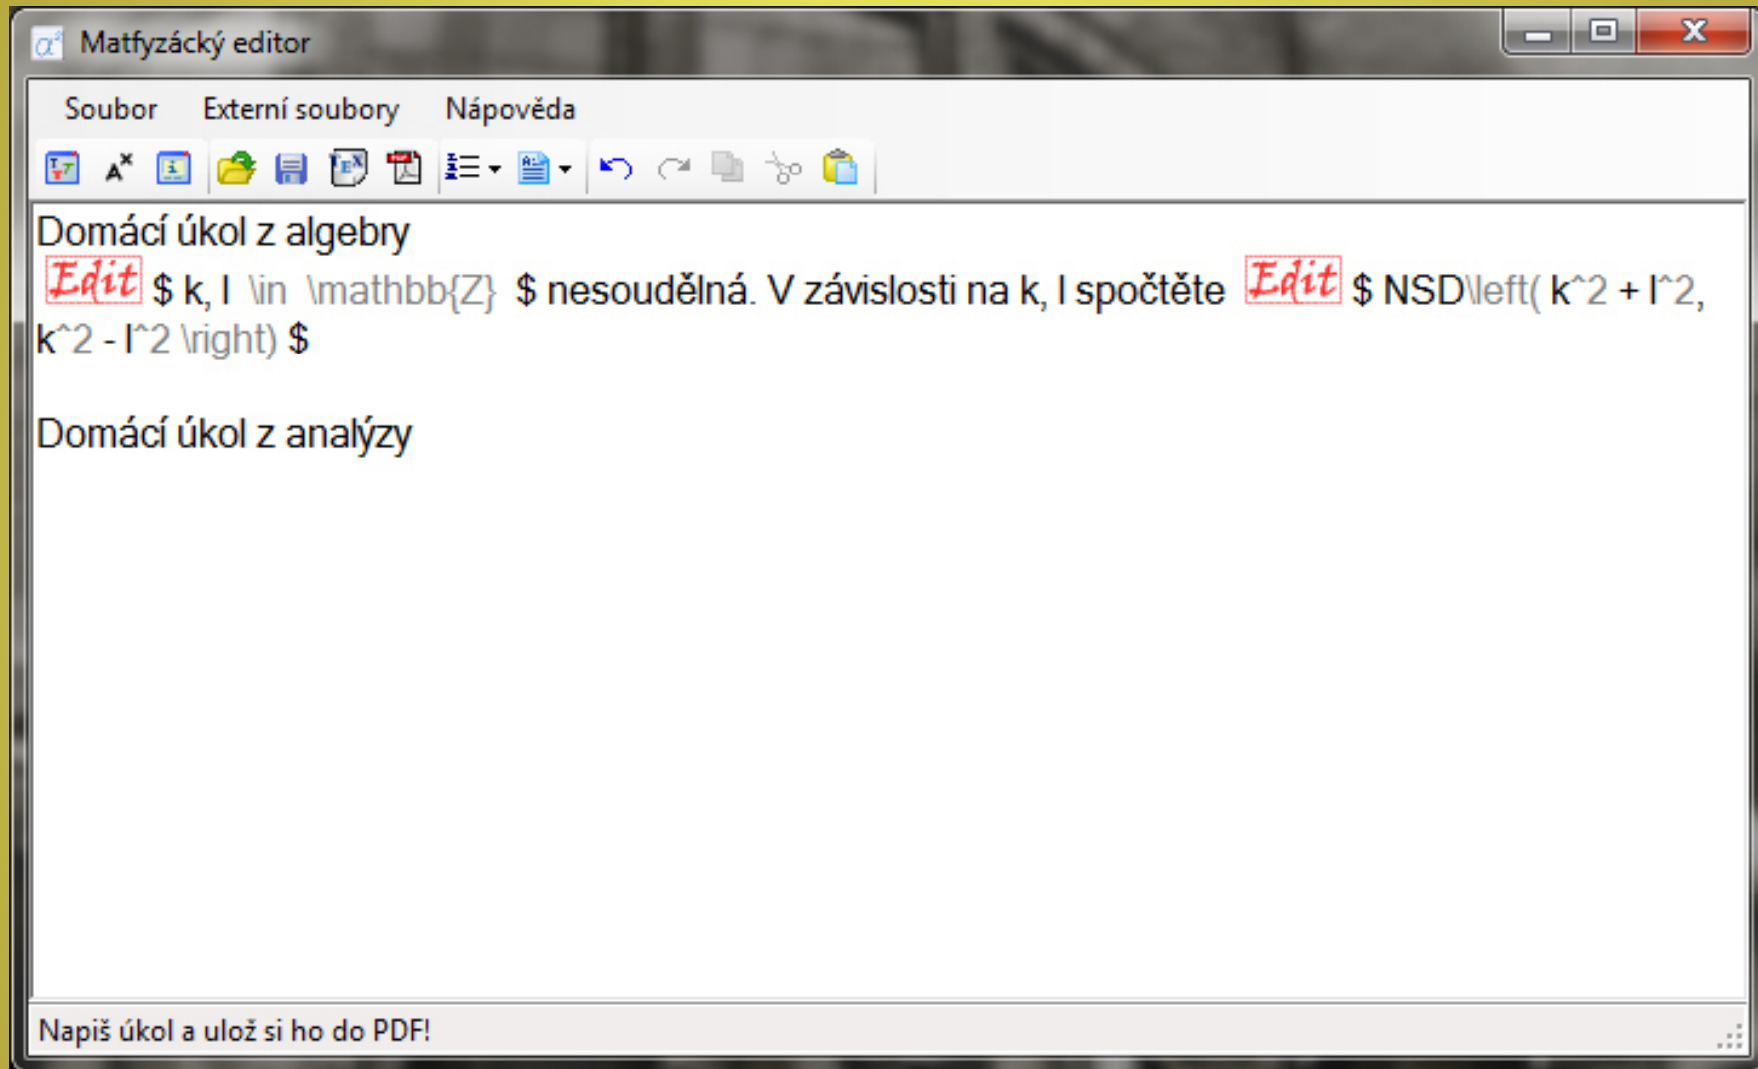 Matfyzácký editor
Soubor Externí soubory Nápověda
Domácí úkol z algebry
Edit $ k, l \in \mathbb{Z} $ nesoudělná. V závislosti na k, l spočtěte Edit $ NSD\left( k^2 + l^2,
k^2 - l^2 \right) $
Domácí úkol z analýzy
Napiš úkol a ulož si ho do PDF!